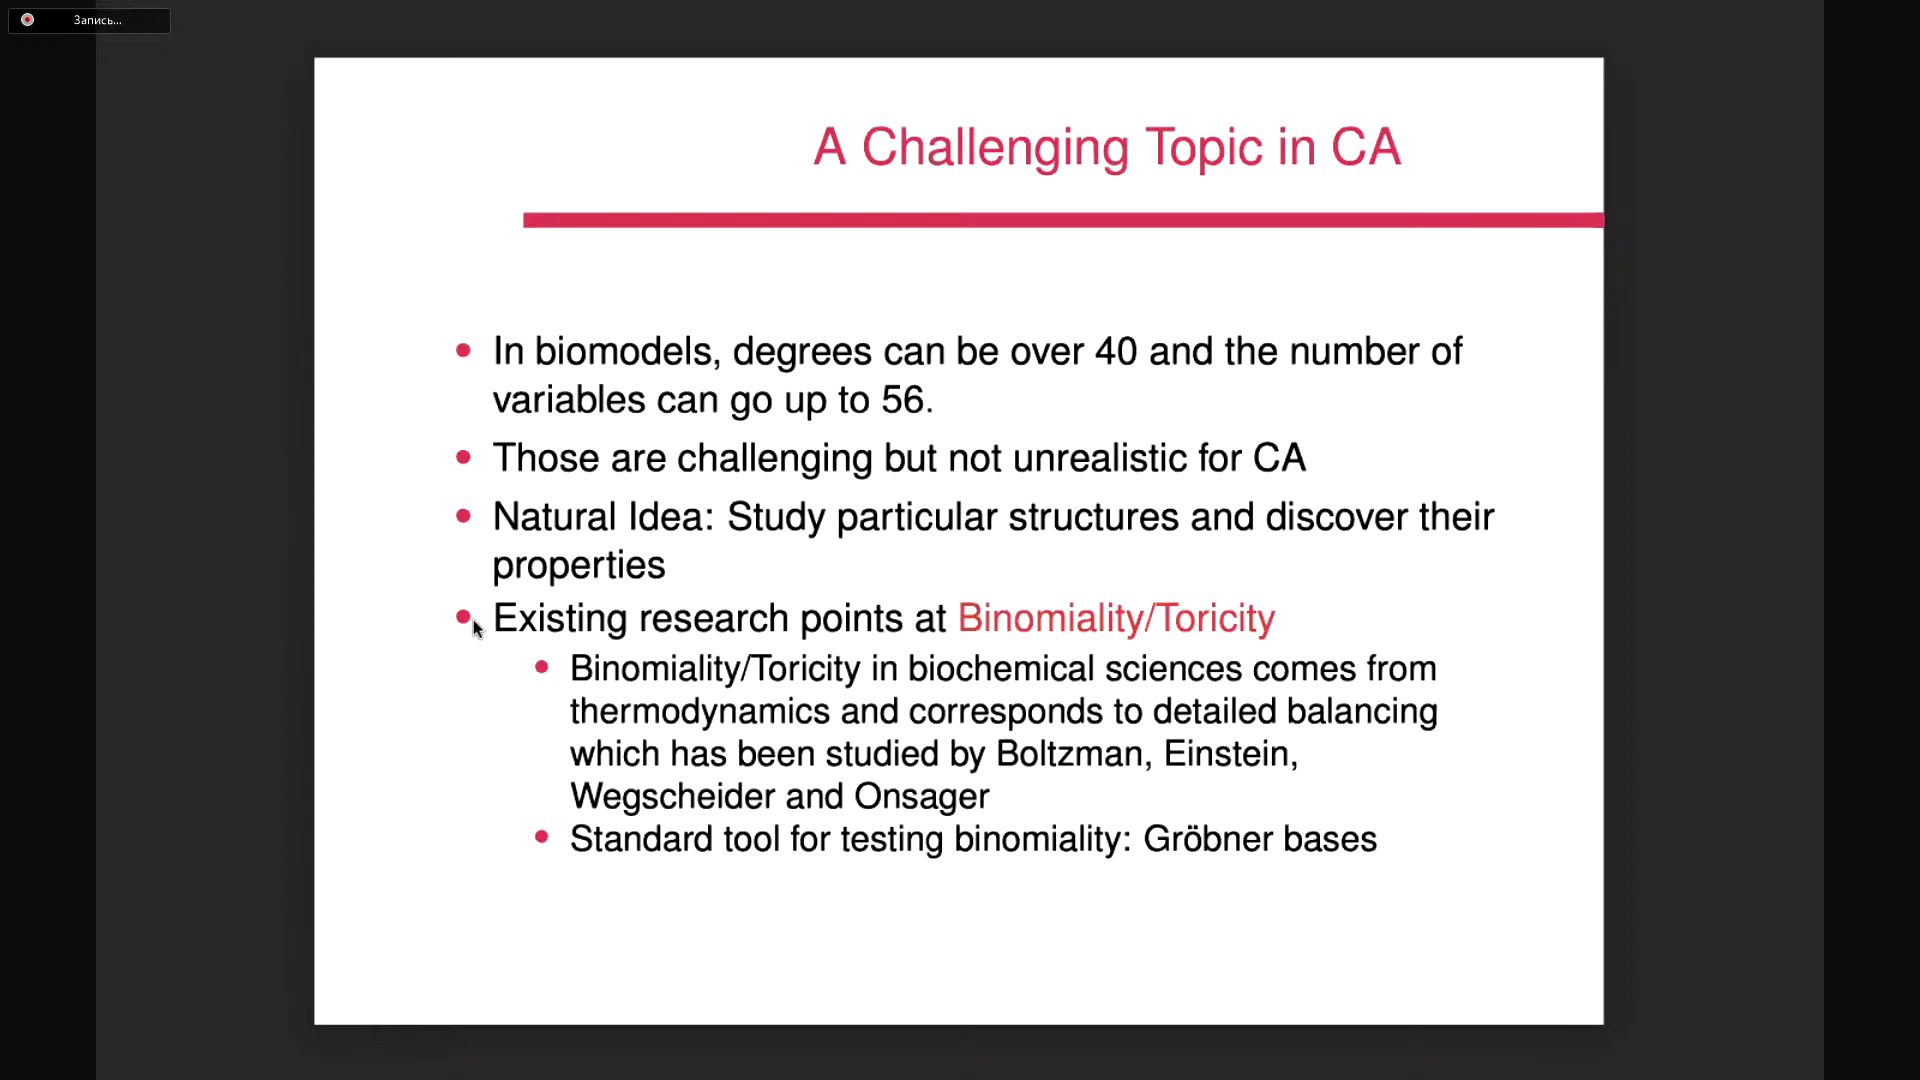 Запись...
A Challenging Topic in CA
In biomodels, degrees can be over 40 and the number of
variables can go up to 56.
Those are challenging but not unrealistic for CA
Natural Idea: Study particular structures and discover their
properties
Existing research points at Binomiality/Toricity
Binomiality/Toricity in biochemical sciences comes from
thermodynamics and corresponds to detailed balancing
which has been studied by Boltzman, Einstein,
Wegscheider and Onsager
Standard tool for testing binomiality: Gröbner bases